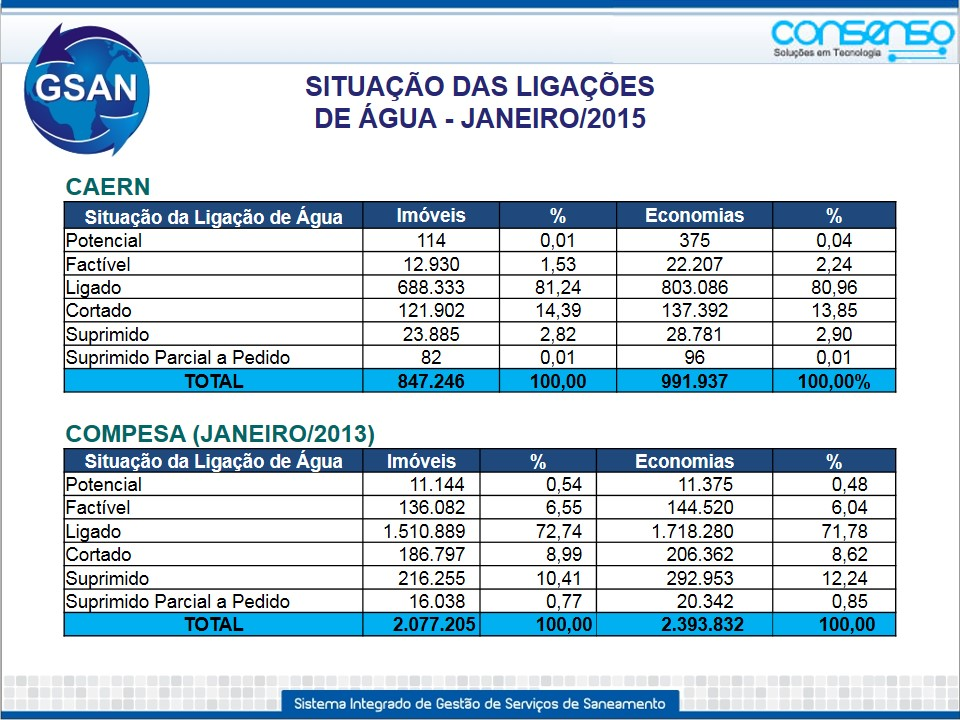 GSAN
CONSENSO
Soluções em Tecnologia
SITUAÇÃO DAS LIGAÇÕES
DE ÁGUA - JANEIRO/2015
CAERN
Situação da Ligação de Água Imóveis % Economias %
Potencial 114 0,01 375 0,04
Factível 12.930 1,53 22.207 2,24
Ligado 688.333 81,24 803.086 80,96
Cortado 121.902 14,39 137.392 13,85
Suprimido 23.885 2,82 28.781 2,90
Suprimido Parcial a Pedido 82 0,01 96 0,01
TOTAL 847.246 100,00 991.937 100,00%
COMPESA (JANEIRO/2013)
Situação da Ligação de Água Imóveis % Economias %
Potencial 11.144 0,54 11.375 0,48
Factível 136.082 6,55 144.520 6,04
Ligado 1.510.889 72,74 1.718.280 71,78
Cortado 186.797 8,99 206.362 8,62
Suprimido 216.255 10,41 292.953 12,24
Suprimido Parcial a Pedido 16.038 0,77 20.342 0,85
TOTAL 2.077.205 100,00 2.393.832 100,00
Sistema Integrado de Gestão de Serviços de Saneamento